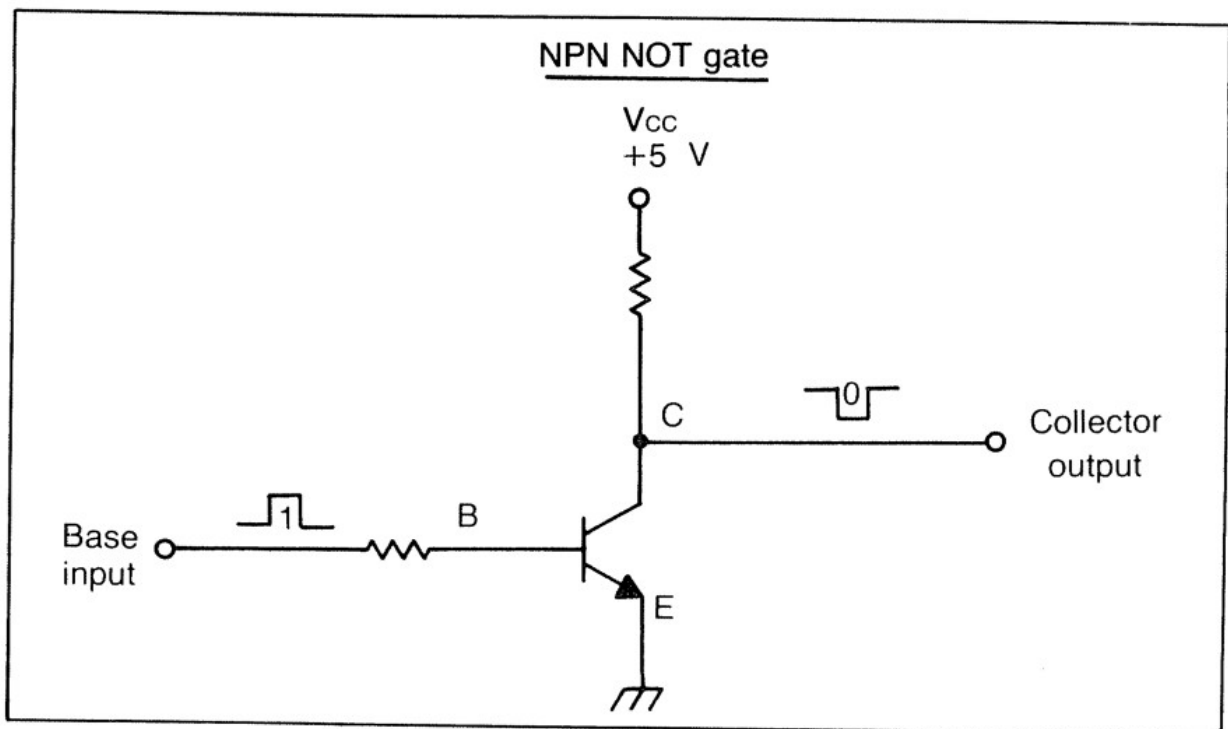 NPN NOT gate
VCC
+5 V
0
C
Collector
output
1
B
Base
input
E